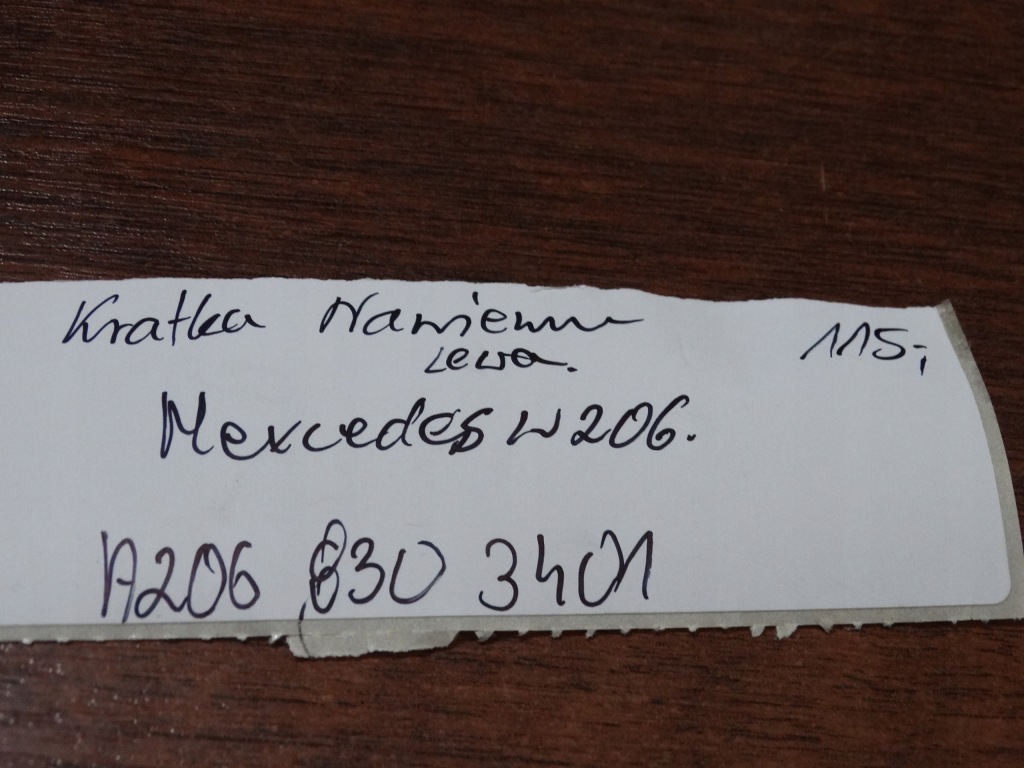 Kratka Nawiewu 115,-
Lewa.
Mercedes W206.
A206 830 3401